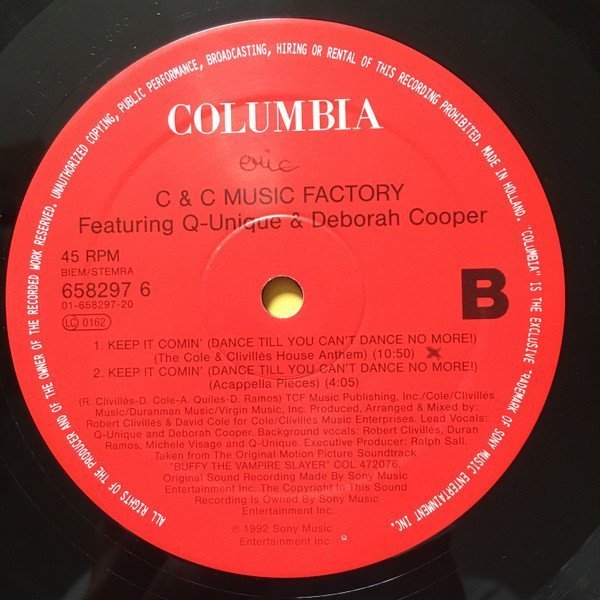 ALL RIGHTS OF THE PRODUCER AND OF THE OWNER OF THE RECORDED WORK RESERVED. UNAUTHORIZED COPYING, PUBLIC PERFORMANCE, BROADCASTING, HIRING OR RENTAL OF THIS RECORDING PROHIBITED. MADE IN HOLLAND. "COLUMBIA" IS THE EXCLUSIVE TRADEMARK OF SONY MUSIC ENTERTAINMENT INC.
COLUMBIA
eric
C & C MUSIC FACTORY
Featuring Q-Unique & Deborah Cooper
45 RPM
BIEM/STEMRA
658297 6
01-658297-20
LC 0162
B
1. KEEP IT COMIN' (DANCE TILL YOU CAN'T DANCE NO MORE!)
(The Cole & Clivillés House Anthem) (10:50) x
2. KEEP IT COMIN' (DANCE TILL YOU CAN'T DANCE NO MORE!)
(Acappella Pieces) (4:05)
(R. Clivillés-D. Cole-A. Quiles-D. Ramos) TCF Music Publishing, Inc./Cole/Clivillés
Music/Duranman Music/Virgin Music, Inc. Produced, Arranged & Mixed by:
Robert Clivillés & David Cole for Cole/Clivillés Music Enterprises. Lead Vocals:
Q-Unique and Deborah Cooper. Background vocals: Robert Clivillés, Duran
Ramos, Michele Visage and Q-Unique. Executive Producer: Ralph Sall.
Taken from The Original Motion Picture Soundtrack
"BUFFY THE VAMPIRE SLAYER" COL 472076.
Original Sound Recording Made By Sony Music
Entertainment Inc. The Copyright In This Sound
Recording Is Owned By Sony Music
Entertainment Inc.
© 1992 Sony Music
Entertainment Inc.